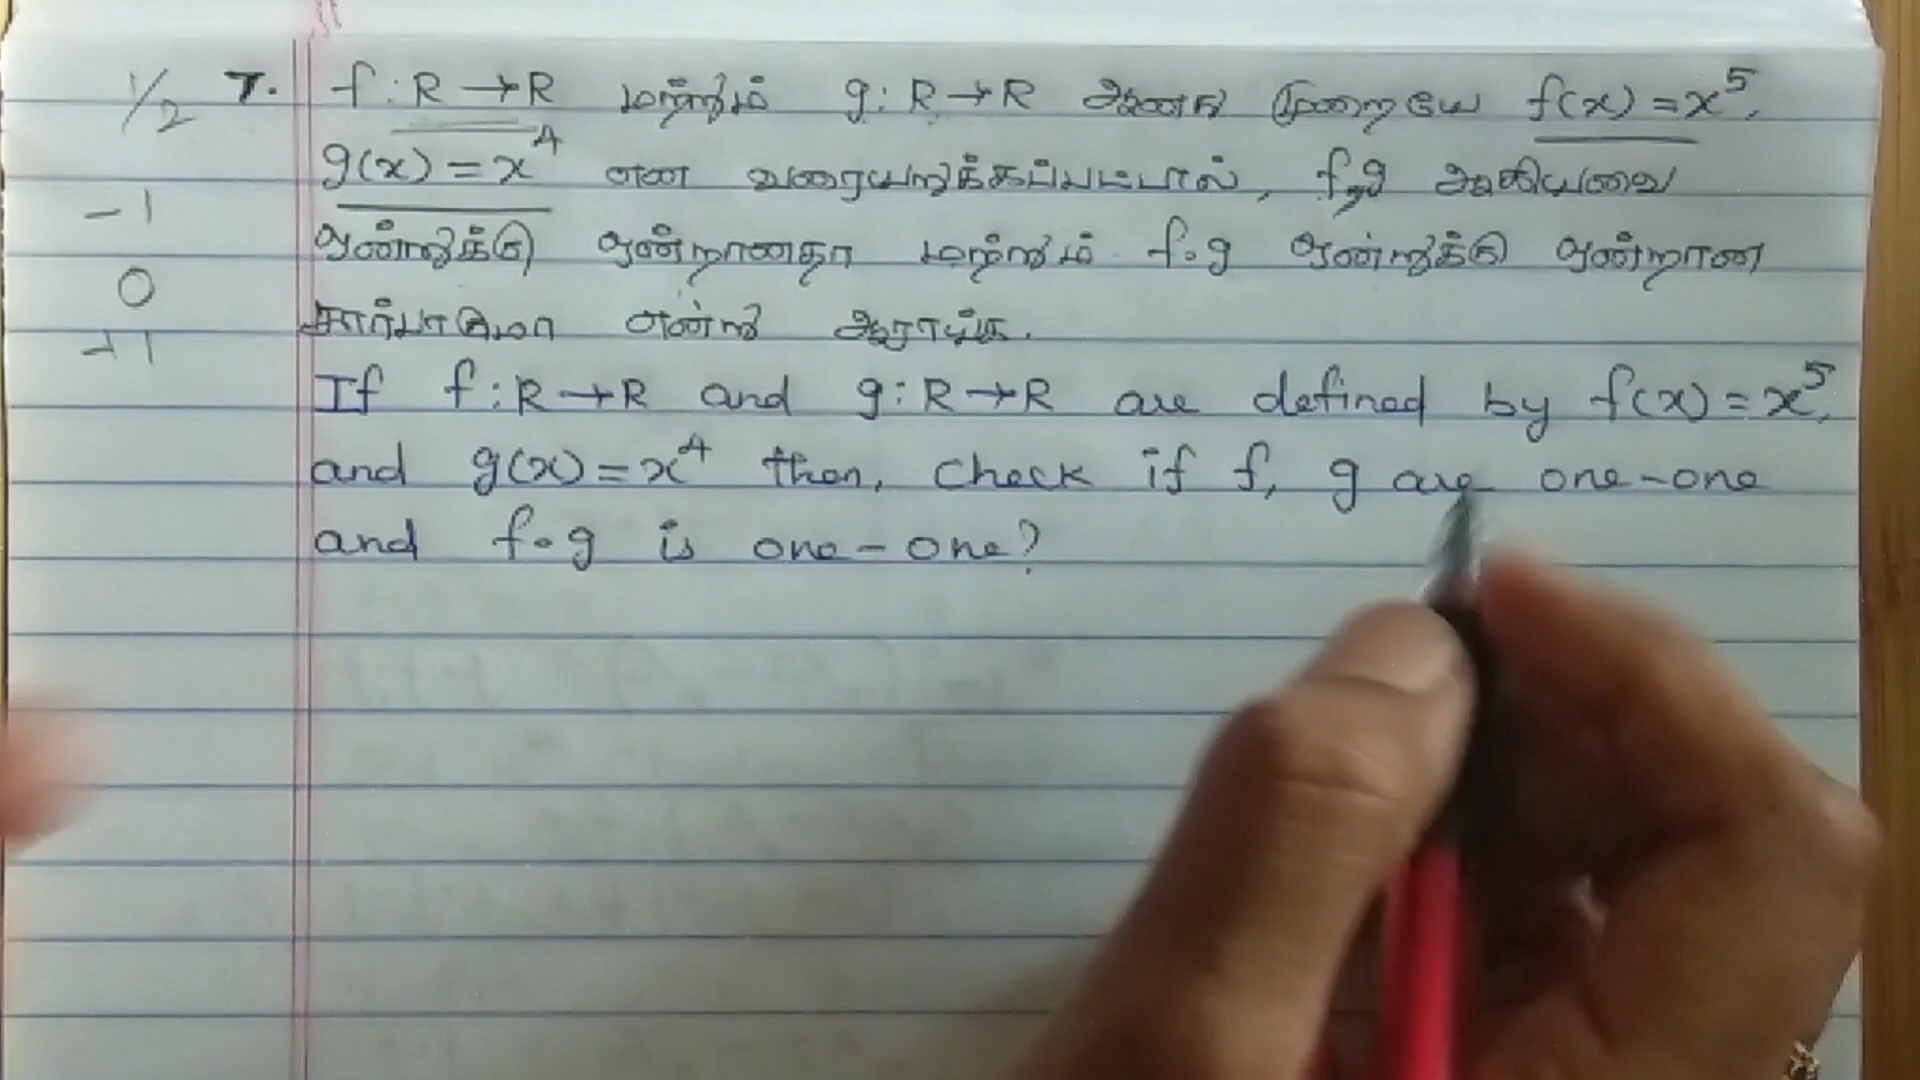 1/2 7. f : R → R மற்றும் g : R → R ஆனது முறையே f(x) = x⁵,
g(x) = x⁴ என வரையறுக்கப்பட்டால், f, g ஆகியவை
-1
ஒன்றுக்கு ஒன்றானதா மற்றும் f∘g ஒன்றுக்கு ஒன்றான
0
சார்பாகுமா என்று ஆராய்க.
+1
If f : R → R and g : R → R are defined by f(x) = x⁵,
and g(x) = x⁴ then, Check if f, g are one-one
and f∘g is one-one?